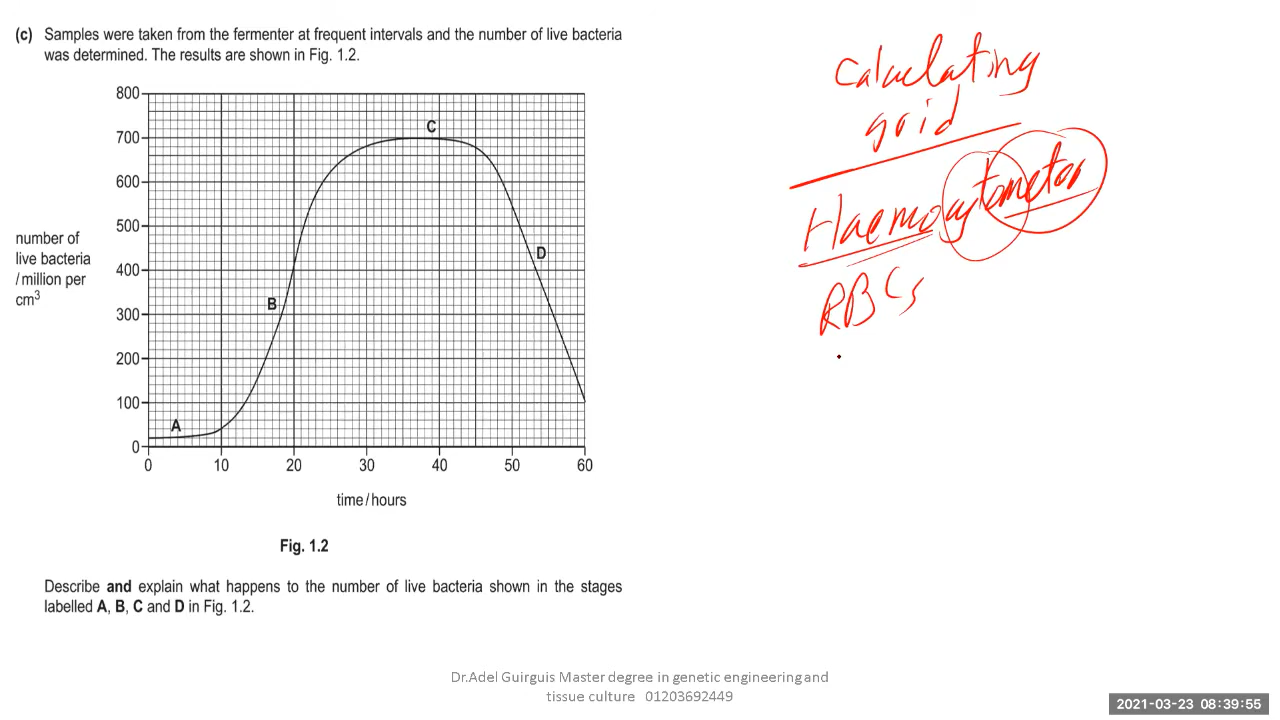 (c) Samples were taken from the fermenter at frequent intervals and the number of live bacteria
was determined. The results are shown in Fig. 1.2.
800
700
600
500
400
300
200
100
0
number of
live bacteria
/ million per
cm³
A
B
C
D
0 10 20 30 40 50 60
time / hours
Fig. 1.2
Describe and explain what happens to the number of live bacteria shown in the stages
labelled A, B, C and D in Fig. 1.2.
Calculating
grid
Haemocytometer
RBCs
Dr.Adel Guirguis Master degree in genetic engineering and
tissue culture 01203692449
2021-03-23 08:39:55